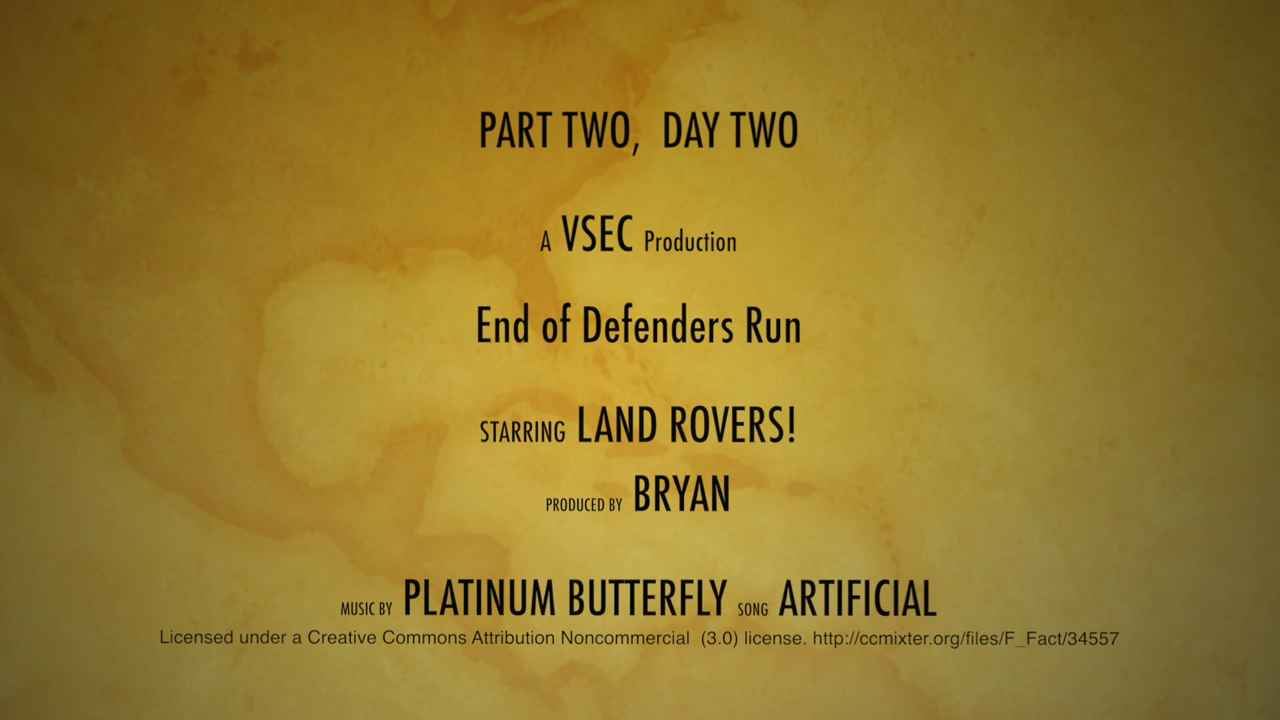 PART TWO,  DAY TWO
A VSEC Production
End of Defenders Run
STARRING LAND ROVERS!
PRODUCED BY BRYAN
MUSIC BY PLATINUM BUTTERFLY SONG ARTIFICIAL
Licensed under a Creative Commons Attribution Noncommercial  (3.0) license. http://ccmixter.org/files/F_Fact/34557